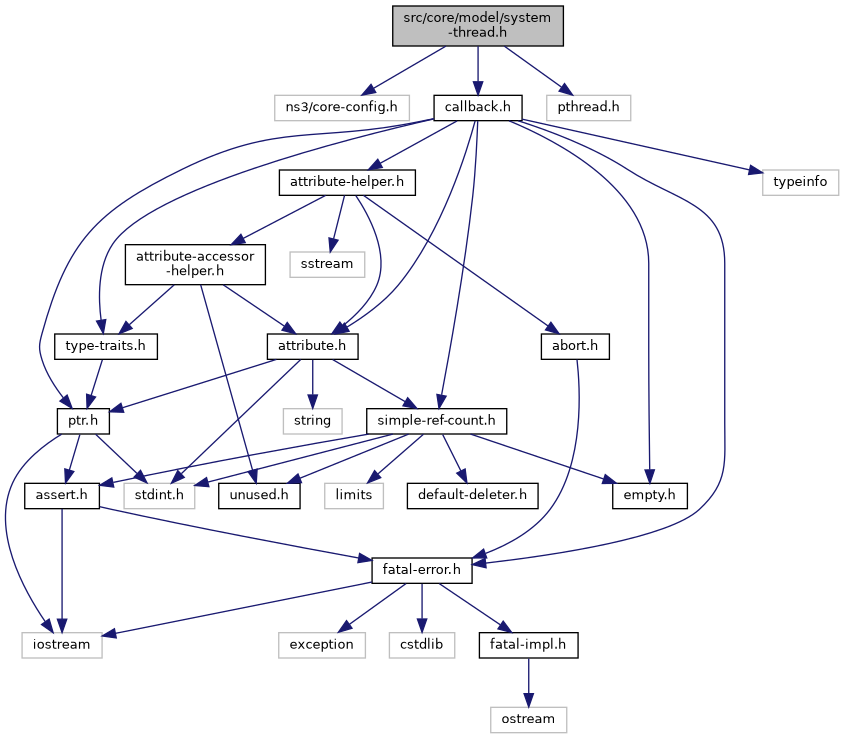 src/core/model/system
-thread.h
ns3/core-config.h
callback.h
pthread.h
attribute-helper.h
typeinfo
attribute-accessor
-helper.h
sstream
type-traits.h
attribute.h
abort.h
ptr.h
string
simple-ref-count.h
assert.h
stdint.h
unused.h
limits
default-deleter.h
empty.h
fatal-error.h
iostream
exception
cstdlib
fatal-impl.h
ostream